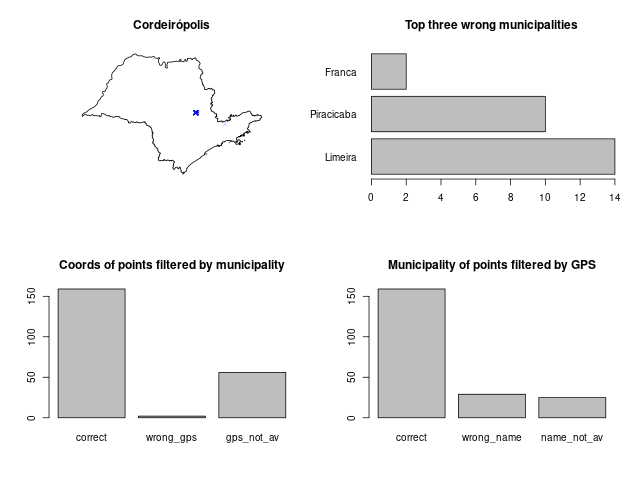 Cordeirópolis
Top three wrong municipalities
Franca
Piracicaba
Limeira
0 2 4 6 8 10 12 14
Coords of points filtered by municipality
150
100
50
0
correct wrong_gps gps_not_av
Municipality of points filtered by GPS
150
100
50
0
correct wrong_name name_not_av